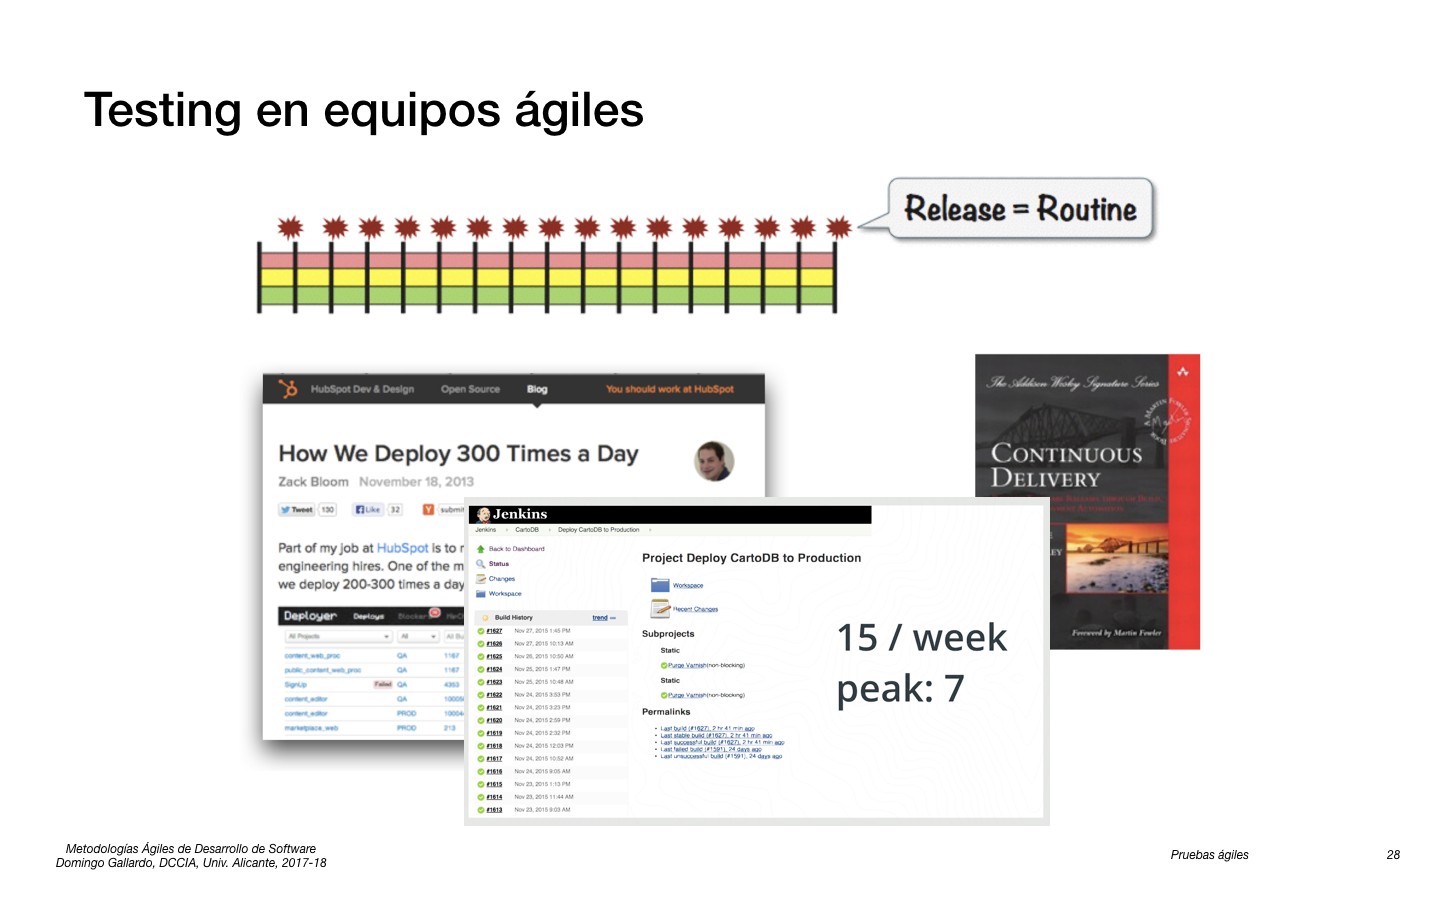 Testing en equipos ágiles
Release = Routine
HubSpot Dev & Design Open Source Blog You should work at HubSpot
How We Deploy 300 Times a Day
Zack Bloom November 18, 2013
Tweet 130 Like 32 submit
Part of my job at HubSpot is to
engineering hires. One of the
we deploy 200-300 times a day
Deployer Deploys Blockers
All Projects All All Bu
content_web_proc QA 1167
public_content_web_proc QA 1167
SignUp Failed QA 4353
content_editor QA
content_editor PROD
marketplace_web PROD 213
The Addison Wesley Signature Series
A MARTIN FOWLER SIGNATURE BOOK
CONTINUOUS
DELIVERY
Foreword by Martin Fowler
Jenkins
Jenkins CartoDB Deploy CartoDB to Production
Back to Dashboard
Status
Changes
Workspace
Build History trend
#1627 Nov 27, 2015 1:45 PM
#1626 Nov 27, 2015 10:13 AM
#1625 Nov 26, 2015 10:50 AM
#1624 Nov 25, 2015 1:47 PM
#1623 Nov 25, 2015 10:48 AM
#1622 Nov 24, 2015 3:53 PM
#1621 Nov 24, 2015 3:23 PM
#1620 Nov 24, 2015 2:59 PM
#1619 Nov 24, 2015 2:32 PM
#1618 Nov 24, 2015 12:03 PM
#1617 Nov 24, 2015 10:52 AM
#1616 Nov 24, 2015 9:05 AM
#1615 Nov 23, 2015 1:13 PM
#1614 Nov 23, 2015 11:44 AM
#1613 Nov 23, 2015 9:03 AM
Project Deploy CartoDB to Production
Workspace
Recent Changes
Subprojects
Static
Purge Varnish(non-blocking)
Static
Purge Varnish(non-blocking)
Permalinks
Last build (#1627), 2 hr 41 min ago
Last stable build (#1627), 2 hr 41 min ago
Last successful build (#1627), 2 hr 41 min ago
Last failed build (#1591), 24 days ago
Last unsuccessful build (#1591), 24 days ago
15 / week
peak: 7
Metodologías Ágiles de Desarrollo de Software
Domingo Gallardo, DCCIA, Univ. Alicante, 2017-18
Pruebas ágiles
28